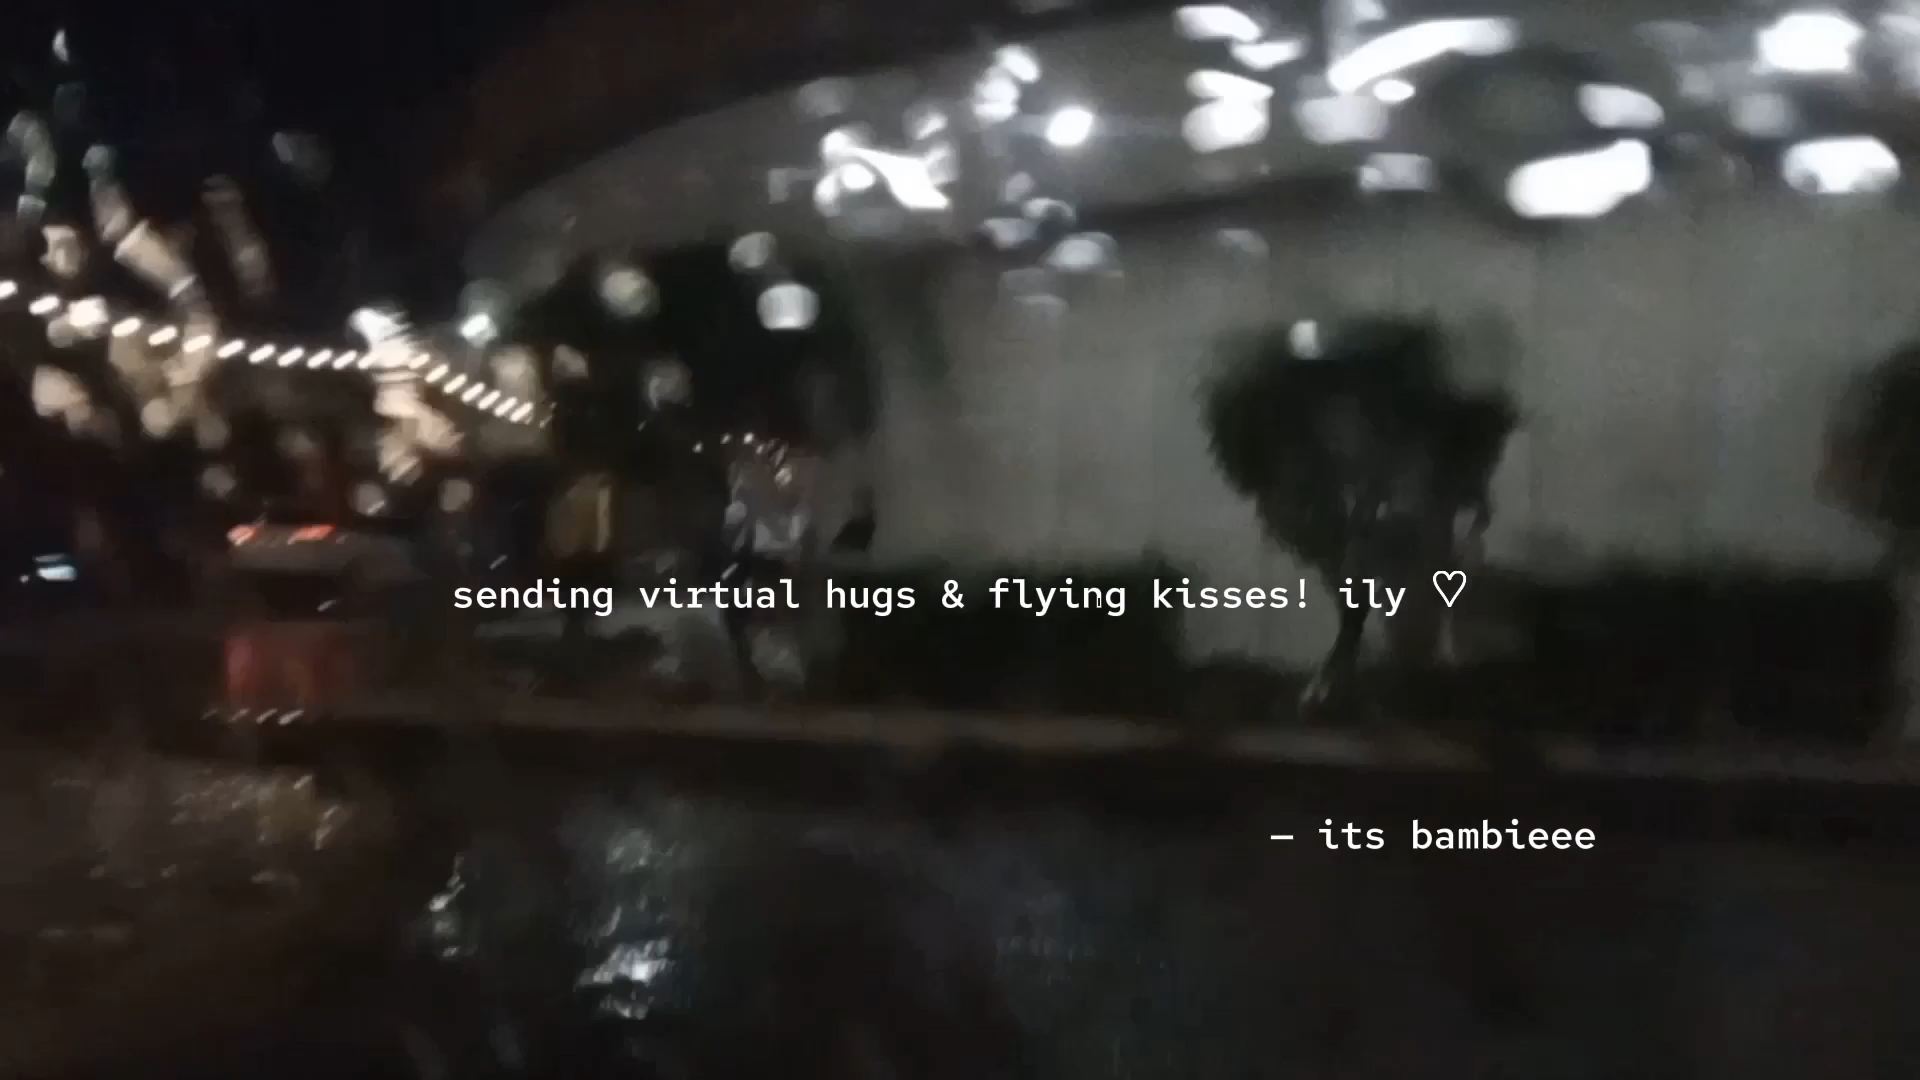 sending virtual hugs & flying kisses! ily ♡
— its bambieee